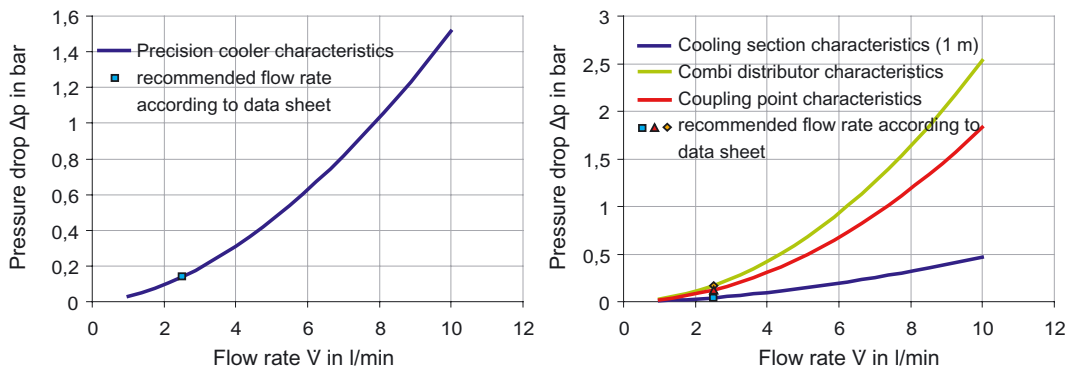 1,6
1,4
1,2
1
0,8
0,6
0,4
0,2
0
0 2 4 6 8 10 12
Pressure drop Δp in bar
Flow rate V̇ in l/min
Precision cooler characteristics
recommended flow rate
according to data sheet
3
2,5
2
1,5
1
0,5
0
0 2 4 6 8 10 12
Pressure drop Δp in bar
Flow rate V̇ in l/min
Cooling section characteristics (1 m)
Combi distributor characteristics
Coupling point characteristics
recommended flow rate according to
data sheet